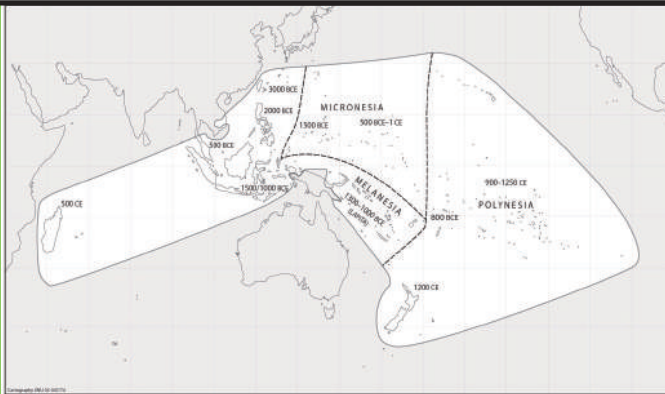 > 3000 BCE
2000 BCE
MICRONESIA
1500 BCE
500 BCE–1 CE
500 BCE
1500/1000 BCE
MELANESIA
1300–1000 BCE
(LAPITA)
900–1250 CE
POLYNESIA
800 BCE
500 CE
1200 CE